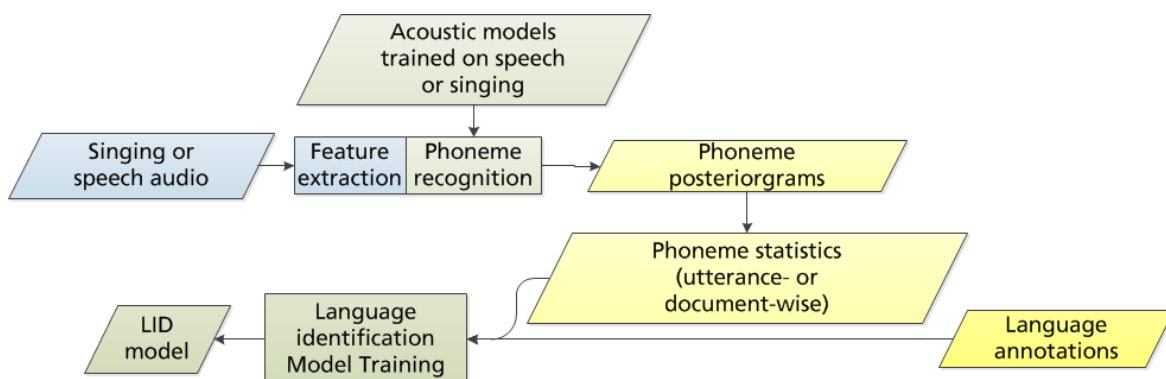 Acoustic models
trained on speech
or singing
Singing or
speech audio
Feature
extraction
Phoneme
recognition
Phoneme
posteriorgrams
Phoneme statistics
(utterance- or
document-wise)
LID
model
Language
identification
Model Training
Language
annotations